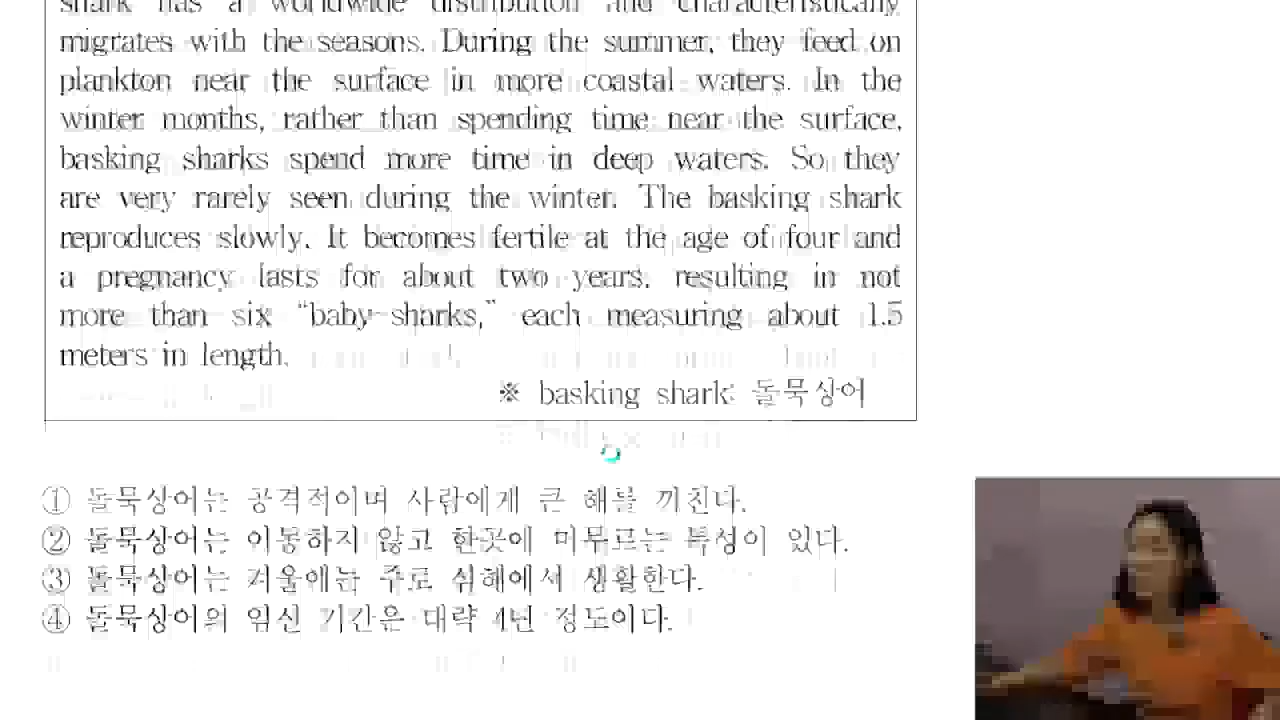 shark has a worldwide distribution and characteristically
migrates with the seasons. During the summer, they feed on
plankton near the surface in more coastal waters. In the
winter months, rather than spending time near the surface,
basking sharks spend more time in deep waters. So they
are very rarely seen during the winter. The basking shark
reproduces slowly. It becomes fertile at the age of four and
a pregnancy lasts for about two years, resulting in not
more than six “baby-sharks,” each measuring about 1.5
meters in length.
※ basking shark: 돌묵상어
① 돌묵상어는 공격적이며 사람에게 큰 해를 끼친다.
② 돌묵상어는 이동하지 않고 한곳에 머무르는 특성이 있다.
③ 돌묵상어는 겨울에는 주로 심해에서 생활한다.
④ 돌묵상어의 임신 기간은 대략 4년 정도이다.